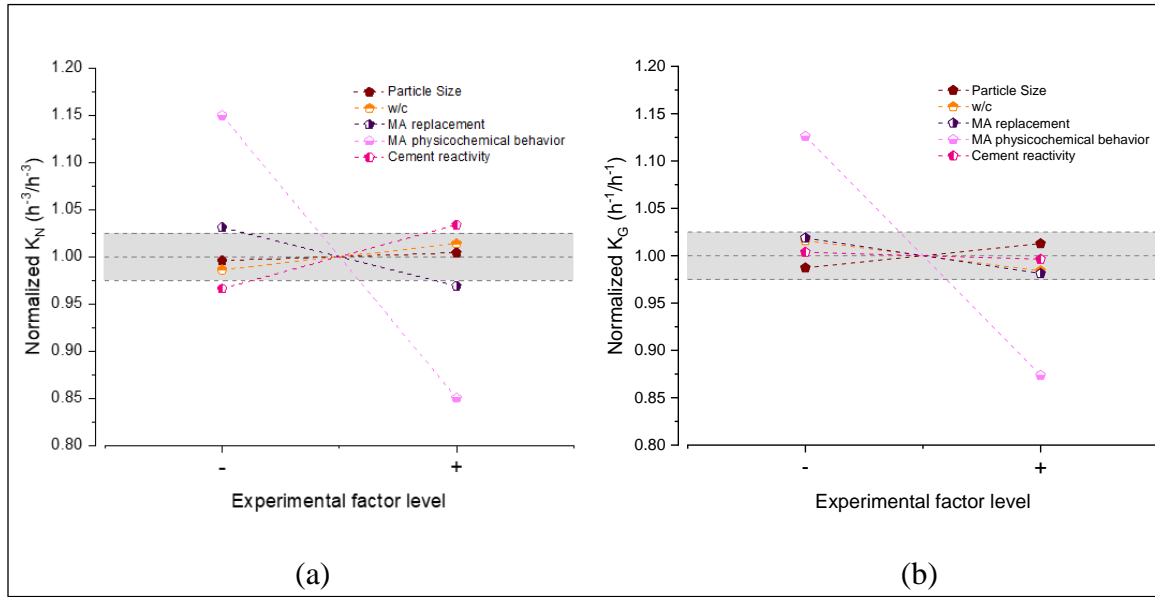 1.20
1.15
1.10
1.05
1.00
0.95
0.90
0.85
0.80
Normalized K_N (h^-3/h^-3)
Particle Size
w/c
MA replacement
MA physicochemical behavior
Cement reactivity
-
+
Experimental factor level
(a)
1.20
1.15
1.10
1.05
1.00
0.95
0.90
0.85
0.80
Normalized K_G (h^-1/h^-1)
Particle Size
w/c
MA replacement
MA physicochemical behavior
Cement reactivity
-
+
Experimental factor level
(b)